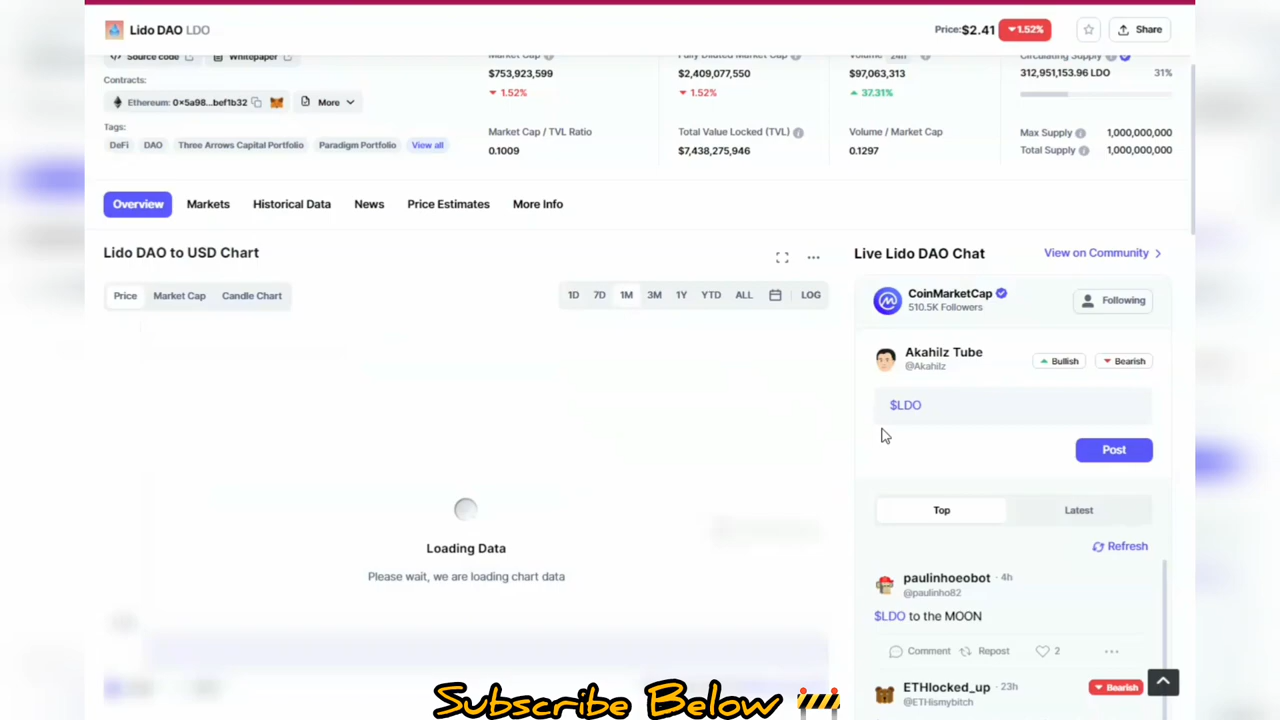 Lido DAO LDO
Price:$2.41 1.52%
Share
Source code
Whitepaper
Market Cap
Fully Diluted Market Cap
Volume 24h
Circulating Supply
$753,923,599
$2,409,077,550
$97,063,313
312,951,153.96 LDO 31%
1.52%
1.52%
37.31%
Contracts:
Ethereum: 0x5a98...bef1b32
More
Tags:
DeFi
DAO
Three Arrows Capital Portfolio
Paradigm Portfolio
View all
Market Cap / TVL Ratio
0.1009
Total Value Locked (TVL)
$7,438,275,946
Volume / Market Cap
0.1297
Max Supply 1,000,000,000
Total Supply 1,000,000,000
Overview
Markets
Historical Data
News
Price Estimates
More Info
Lido DAO to USD Chart
Price
Market Cap
Candle Chart
1D
7D
1M
3M
1Y
YTD
ALL
LOG
Loading Data
Please wait, we are loading chart data
Live Lido DAO Chat
View on Community
CoinMarketCap
510.5K Followers
Following
Akahilz Tube
@Akahilz
Bullish
Bearish
$LDO
Post
Top
Latest
Refresh
paulinhoeobot · 4h
@paulinho82
$LDO to the MOON
Comment
Repost
2
ETHlocked_up · 23h
@ETHismybitch
Bearish
Subscribe Below